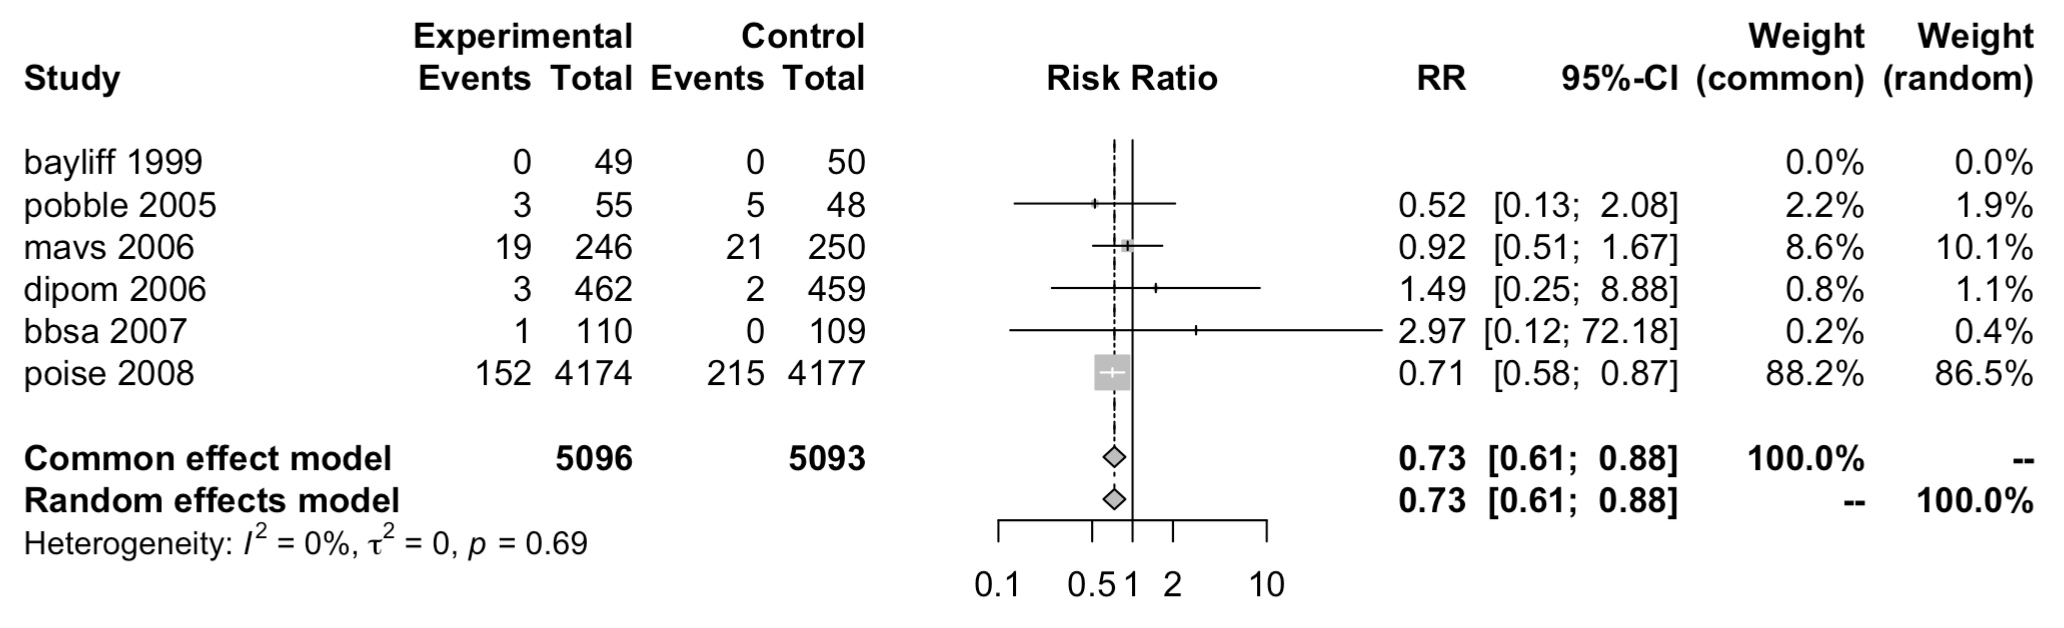 Experimental Control Weight Weight
Study Events Total Events Total Risk Ratio RR 95%-CI (common) (random)
bayliff 1999 0 49 0 50 0.0% 0.0%
pobble 2005 3 55 5 48 0.52 [0.13; 2.08] 2.2% 1.9%
mavs 2006 19 246 21 250 0.92 [0.51; 1.67] 8.6% 10.1%
dipom 2006 3 462 2 459 1.49 [0.25; 8.88] 0.8% 1.1%
bbsa 2007 1 110 0 109 2.97 [0.12; 72.18] 0.2% 0.4%
poise 2008 152 4174 215 4177 0.71 [0.58; 0.87] 88.2% 86.5%
Common effect model 5096 5093 0.73 [0.61; 0.88] 100.0% --
Random effects model 0.73 [0.61; 0.88] -- 100.0%
Heterogeneity: I² = 0%, τ² = 0, p = 0.69
0.1 0.5 1 2 10